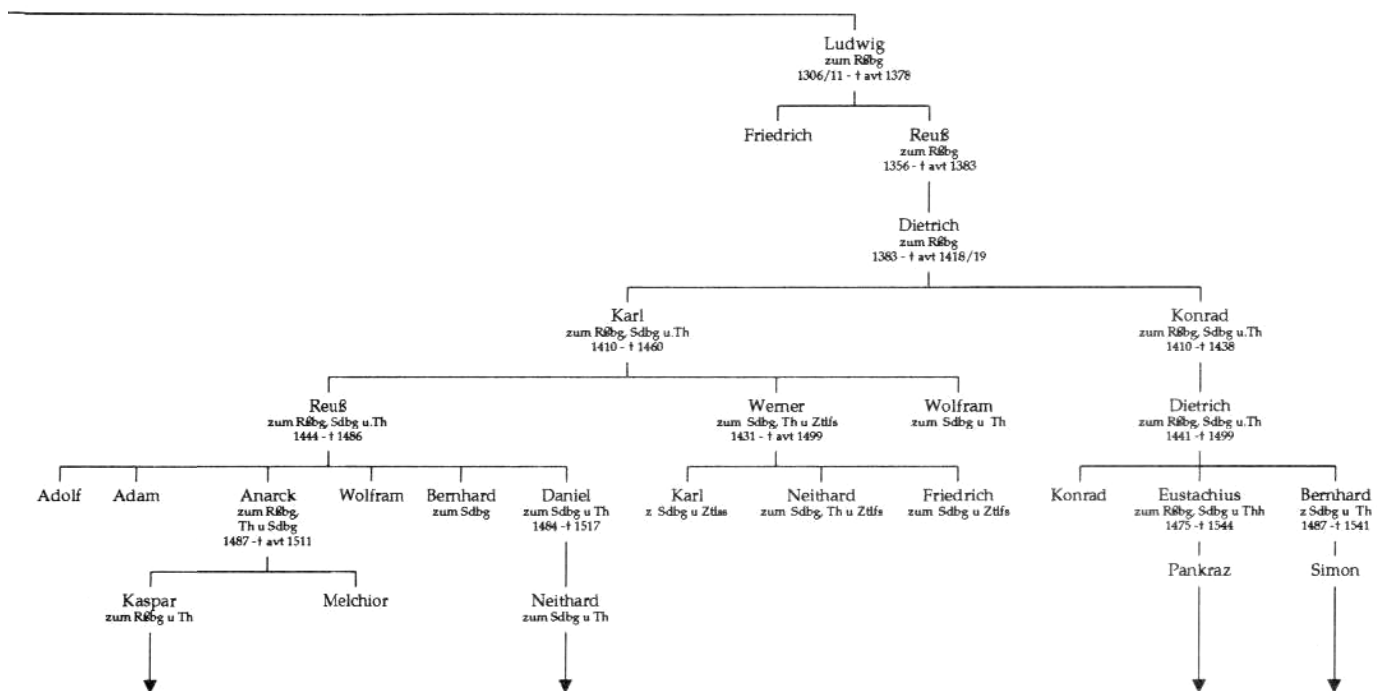 Ludwig
zum Rßbg
1306/11 - † avt 1378
Friedrich
Reuß
zum Rßbg
1356 - † avt 1383
Dietrich
zum Rßbg
1383 - † avt 1418/19
Karl
zum Rßbg, Sdbg u.Th
1410 - † 1460
Konrad
zum Rßbg, Sdbg u.Th
1410 -† 1438
Reuß
zum Rßbg, Sdbg u.Th
1444 - † 1486
Werner
zum Sdbg, Th u Ztlfs
1431 - † avt 1499
Wolfram
zum Sdbg u Th
Dietrich
zum Rßbg, Sdbg u.Th
1441 -† 1499
Adolf
Adam
Anarck
zum Rßbg,
Th u Sdbg
1487 -† avt 1511
Wolfram
Bernhard
zum Sdbg
Daniel
zum Sdbg u Th
1484 -† 1517
Karl
z Sdbg u Ztlss
Neithard
zum Sdbg, Th u Ztlfs
Friedrich
zum Sdbg u Ztlfs
Konrad
Eustachius
zum Rßbg, Sdbg u Thh
1475 -† 1544
Bernhard
z Sdbg u Th
1487 -† 1541
Kaspar
zum Rßbg u Th
Melchior
Neithard
zum Sdbg u Th
Pankraz
Simon